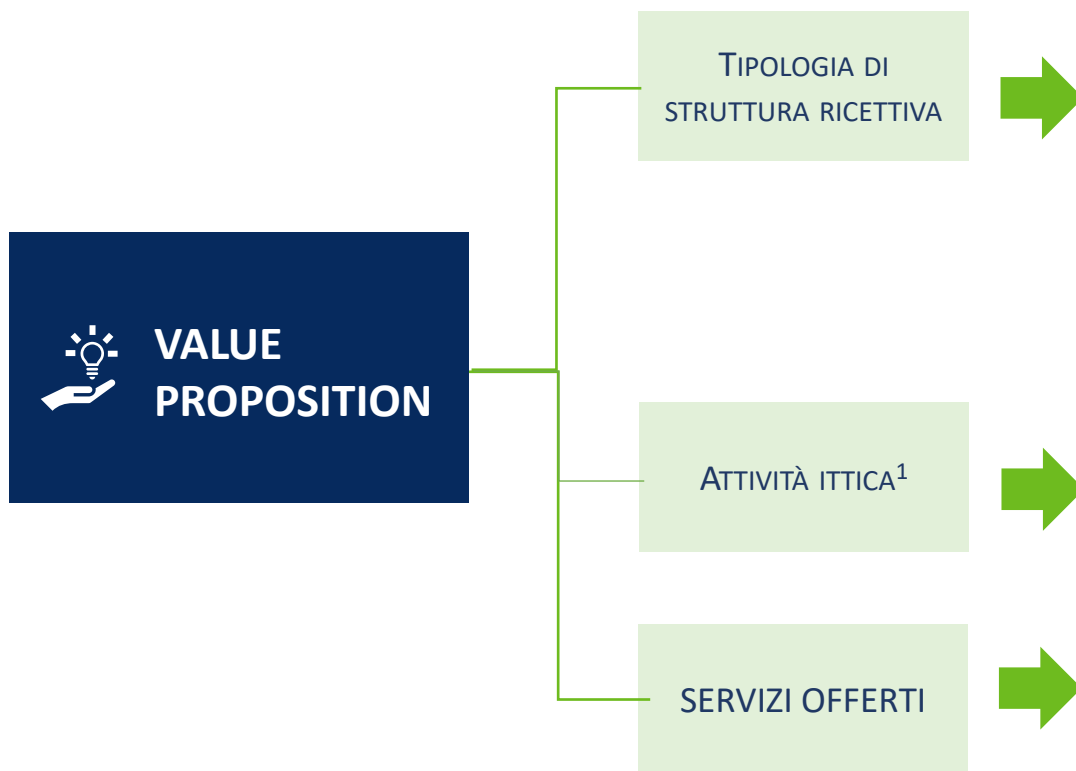 TIPOLOGIA DI
STRUTTURA RICETTIVA
VALUE
PROPOSITION
ATTIVITÀ ITTICA¹
SERVIZI OFFERTI